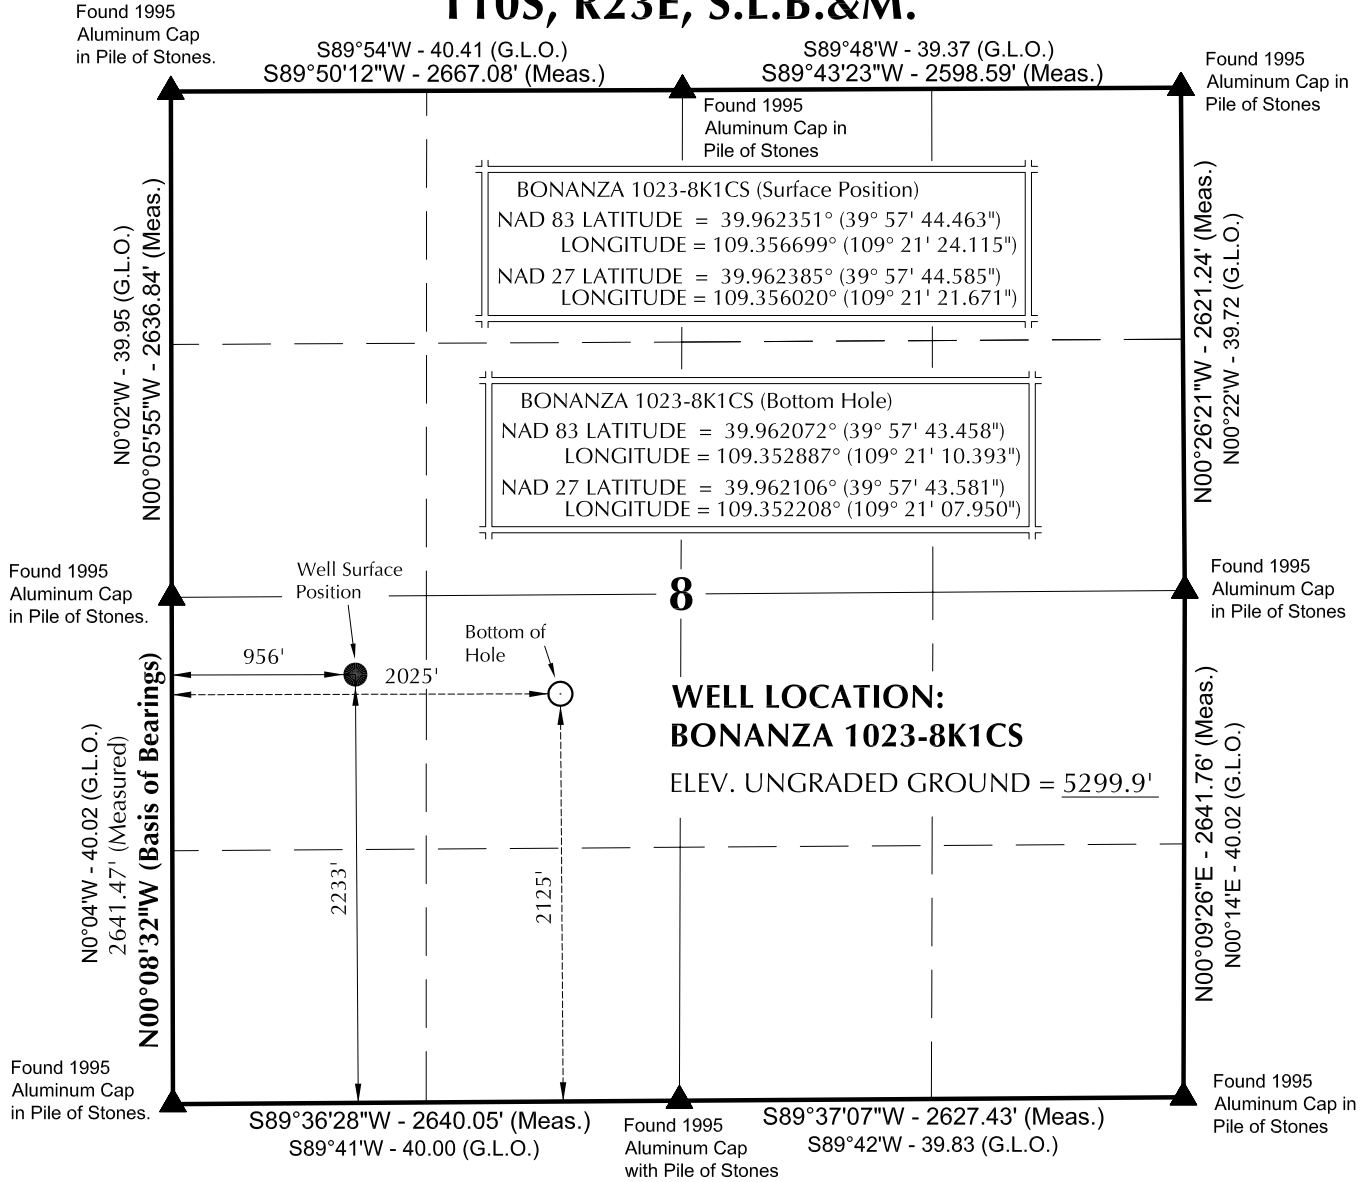 T10S, R23E, S.L.B.&M.
Found 1995
Aluminum Cap
in Pile of Stones.
S89°54'W - 40.41 (G.L.O.)
S89°50'12"W - 2667.08' (Meas.)
S89°48'W - 39.37 (G.L.O.)
S89°43'23"W - 2598.59' (Meas.)
Found 1995
Aluminum Cap in
Pile of Stones
Found 1995
Aluminum Cap in
Pile of Stones
BONANZA 1023-8K1CS (Surface Position)
NAD 83 LATITUDE = 39.962351° (39° 57' 44.463")
LONGITUDE = 109.356699° (109° 21' 24.115")
NAD 27 LATITUDE = 39.962385° (39° 57' 44.585")
LONGITUDE = 109.356020° (109° 21' 21.671")
N0°02'W - 39.95 (G.L.O.)
N00°05'55"W - 2636.84' (Meas.)
N00°26'21"W - 2621.24' (Meas.)
N00°22'W - 39.72 (G.L.O.)
BONANZA 1023-8K1CS (Bottom Hole)
NAD 83 LATITUDE = 39.962072° (39° 57' 43.458")
LONGITUDE = 109.352887° (109° 21' 10.393")
NAD 27 LATITUDE = 39.962106° (39° 57' 43.581")
LONGITUDE = 109.352208° (109° 21' 07.950")
Found 1995
Aluminum Cap
in Pile of Stones.
Well Surface
Position
8
Found 1995
Aluminum Cap
in Pile of Stones
Bottom of
Hole
956'
2025'
WELL LOCATION:
BONANZA 1023-8K1CS
ELEV. UNGRADED GROUND = 5299.9'
N0°04'W - 40.02 (G.L.O.)
2641.47' (Measured)
N00°08'32"W (Basis of Bearings)
2233'
2125'
N00°09'26"E - 2641.76' (Meas.)
N00°14'E - 40.02 (G.L.O.)
Found 1995
Aluminum Cap
in Pile of Stones.
S89°36'28"W - 2640.05' (Meas.)
S89°41'W - 40.00 (G.L.O.)
Found 1995
Aluminum Cap
with Pile of Stones
S89°37'07"W - 2627.43' (Meas.)
S89°42'W - 39.83 (G.L.O.)
Found 1995
Aluminum Cap in
Pile of Stones